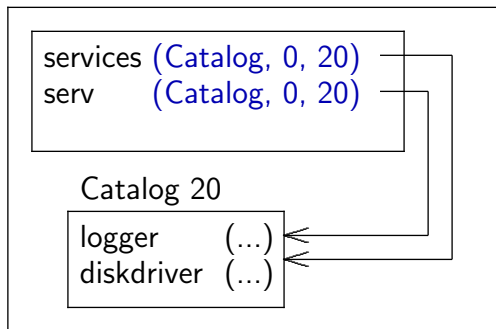 services (Catalog, 0, 20)
serv (Catalog, 0, 20)
Catalog 20
logger (...)
diskdriver (...)